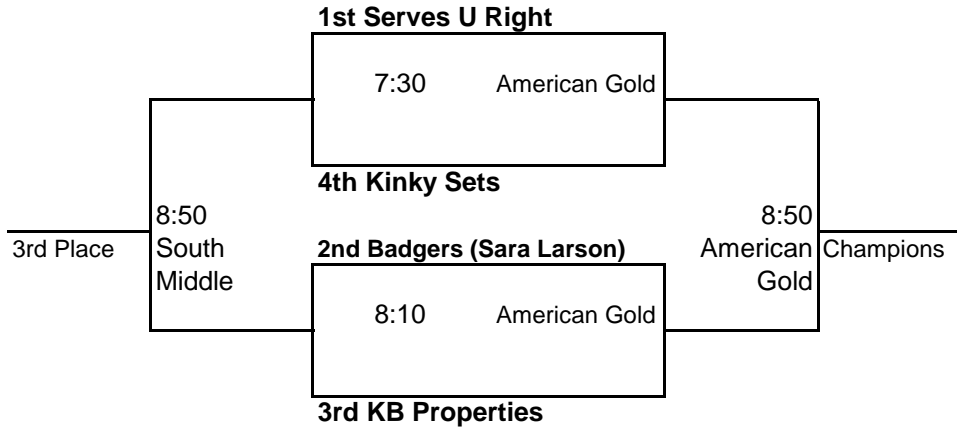 1st Serves U Right
7:30 American Gold
4th Kinky Sets
8:50
South
Middle
3rd Place
2nd Badgers (Sara Larson)
8:50
American
Gold
Champions
8:10 American Gold
3rd KB Properties